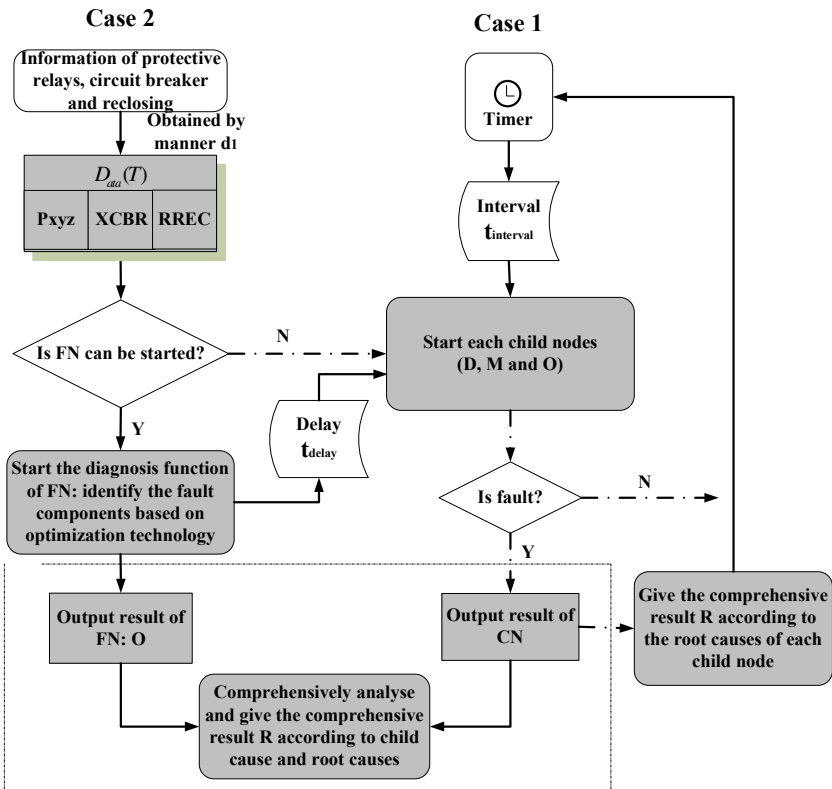 Case 2
Information of protective
relays, circuit breaker
and reclosing
Obtained by
manner d1
Data(T)
Pxyz
XCBR
RREC
Is FN can be started?
N
Y
Delay
tdelay
Start the diagnosis function
of FN: identify the fault
components based on
optimization technology
Output result of
FN: O
Case 1
Timer
Interval
tinterval
Start each child nodes
(D, M and O)
Is fault?
N
Y
Output result of
CN
Give the comprehensive
result R according to
the root causes of each
child node
Comprehensively analyse
and give the comprehensive
result R according to child
cause and root causes